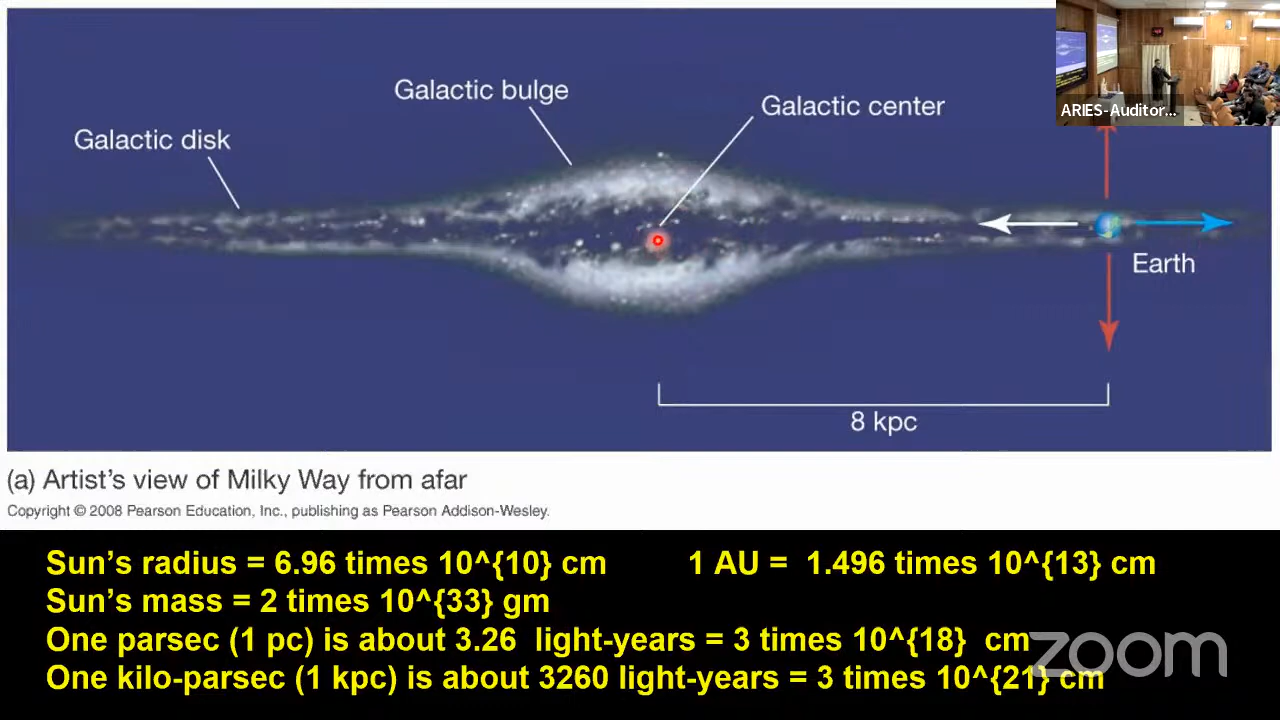 ARIES-Auditor...
Galactic bulge
Galactic center
Galactic disk
Earth
8 kpc
(a) Artist's view of Milky Way from afar
Copyright © 2008 Pearson Education, Inc., publishing as Pearson Addison-Wesley.
Sun's radius = 6.96 times 10^{10} cm 1 AU = 1.496 times 10^{13} cm
Sun's mass = 2 times 10^{33} gm
One parsec (1 pc) is about 3.26 light-years = 3 times 10^{18} cm
One kilo-parsec (1 kpc) is about 3260 light-years = 3 times 10^{21} cm
zoom